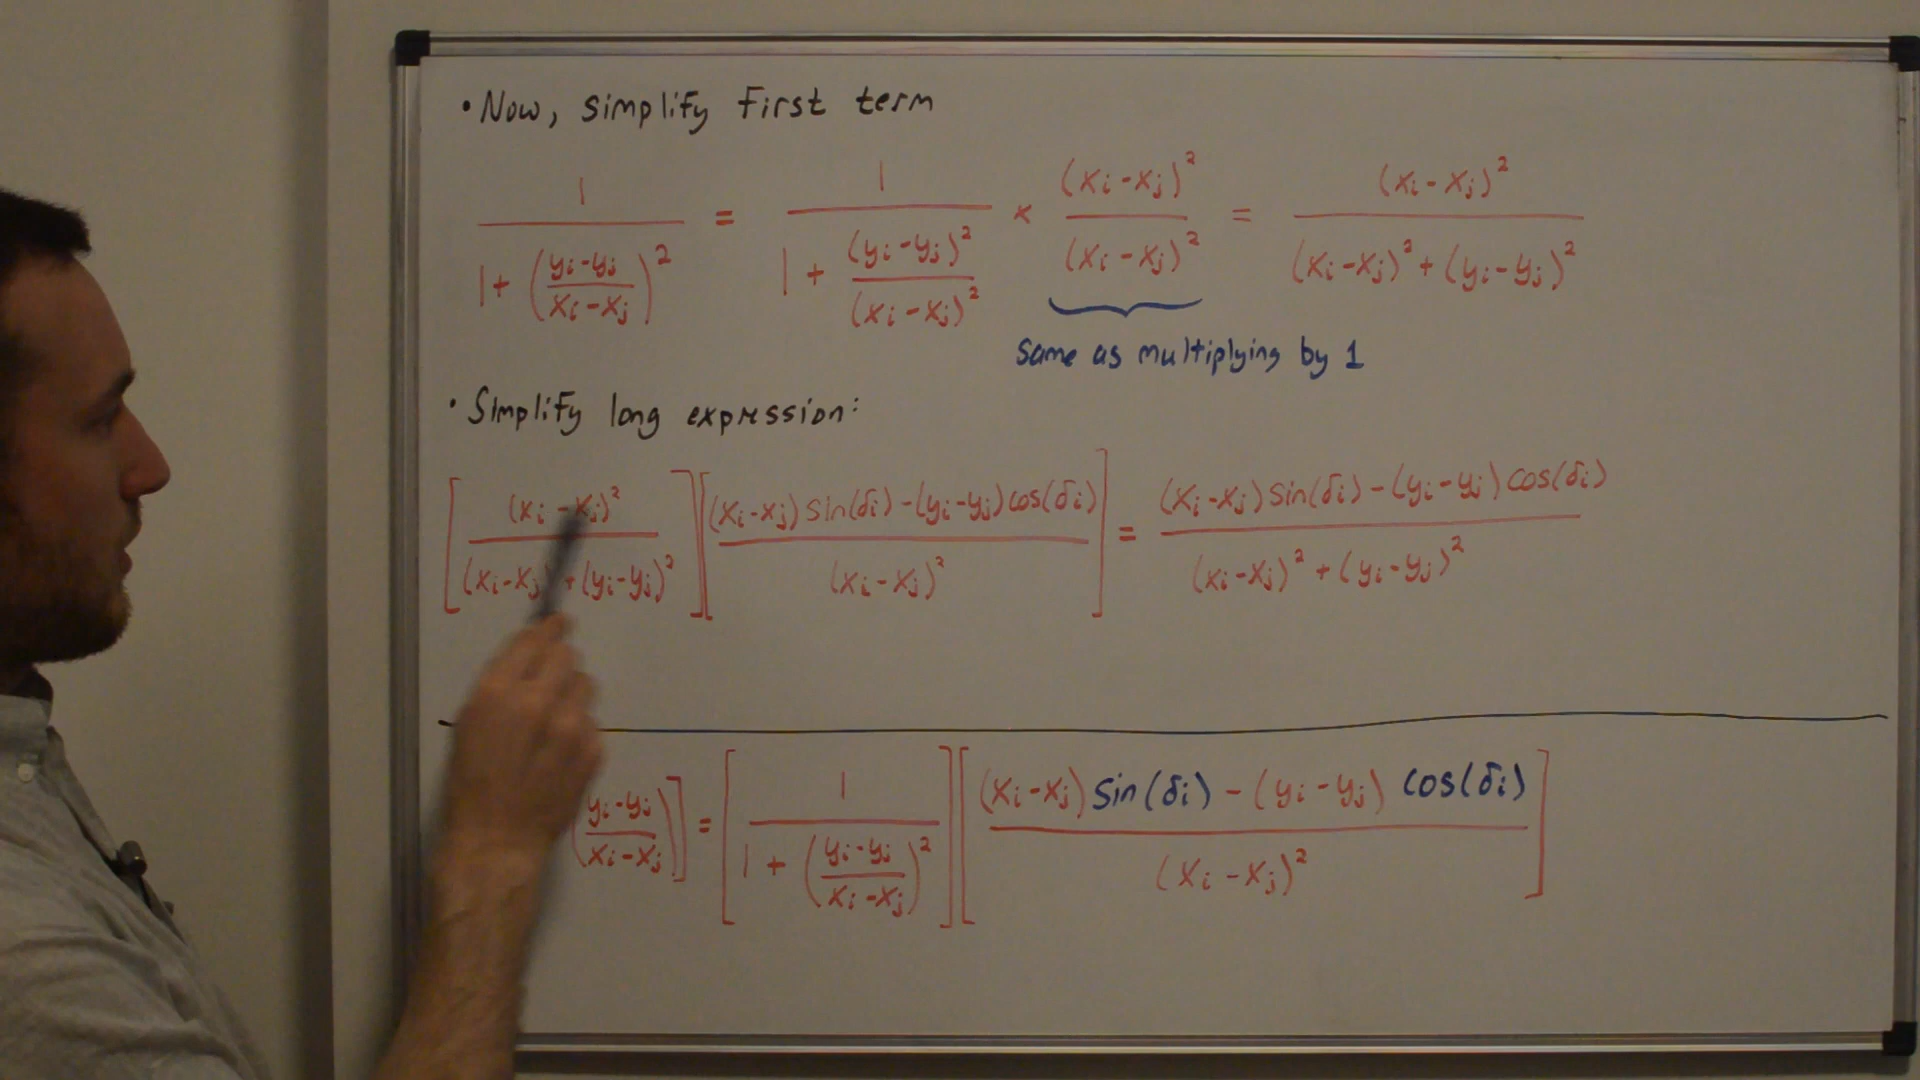 • Now, simplify first term
1 / (1 + ((yi-yj)/(xi-xj))²) = 1 / (1 + (yi-yj)²/(xi-xj)²) × (xi-xj)²/(xi-xj)² = (xi-xj)² / ((xi-xj)² + (yi-yj)²)
same as multiplying by 1
• Simplify long expression:
[(xi-xj)² / ((xi-xj) + (yi-yj)²)][((xi-xj) sin(δi) - (yi-yj) cos(δi)) / (xi-xj)²] = ((xi-xj) sin(δi) - (yi-yj) cos(δi)) / ((xi-xj)² + (yi-yj)²)
((yi-yj)/(xi-xj))] = [1 / (1 + ((yi-yj)/(xi-xj))²)][((xi-xj) sin(δi) - (yi-yj) cos(δi)) / (xi-xj)²]